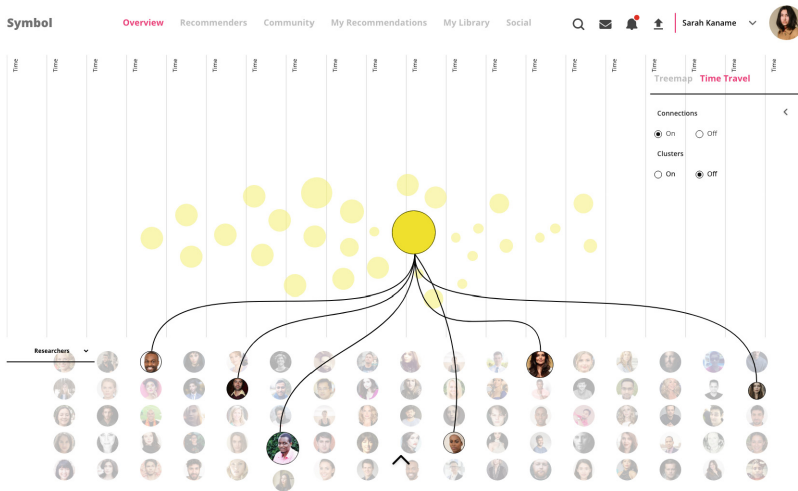 Symbol
Overview Recommenders Community My Recommendations My Library Social
Sarah Kaname
Time Time Time Time Time Time Time Time Time Time Time Time Time Time Time Time Time Time Time Time
Treemap Time Travel
Connections
On Off
Clusters
On Off
Researchers